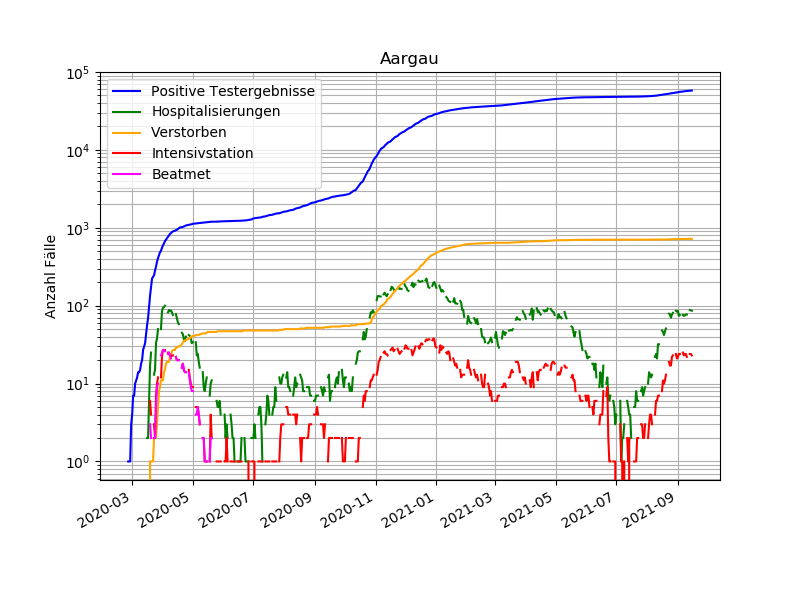 Aargau
Anzahl Fälle
10^5
10^4
10^3
10^2
10^1
10^0
Positive Testergebnisse
Hospitalisierungen
Verstorben
Intensivstation
Beatmet
2020-03
2020-05
2020-07
2020-09
2020-11
2021-01
2021-03
2021-05
2021-07
2021-09